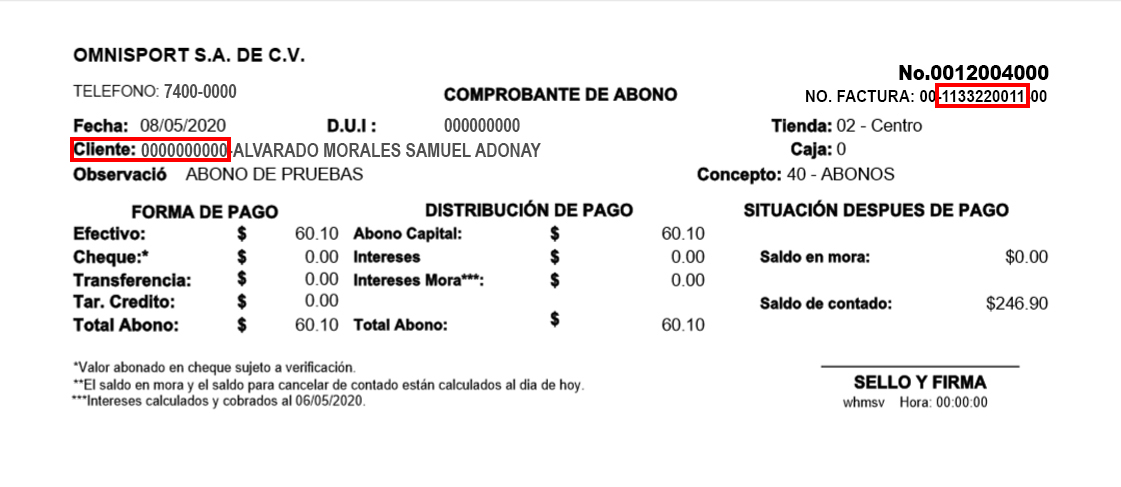 OMNISPORT S.A. DE C.V.
No.0012004000
TELEFONO: 7400-0000
COMPROBANTE DE ABONO
NO. FACTURA: 00-1133220011-00
Fecha: 08/05/2020 D.U.I : 000000000 Tienda: 02 - Centro
Cliente: 0000000000-ALVARADO MORALES SAMUEL ADONAY Caja: 0
Observació ABONO DE PRUEBAS Concepto: 40 - ABONOS
FORMA DE PAGO DISTRIBUCIÓN DE PAGO SITUACIÓN DESPUES DE PAGO
Efectivo: $ 60.10 Abono Capital: $ 60.10
Cheque:* $ 0.00 Intereses $ 0.00 Saldo en mora: $0.00
Transferencia: $ 0.00 Intereses Mora***: $ 0.00
Tar. Credito: $ 0.00 Saldo de contado: $246.90
Total Abono: $ 60.10 Total Abono: $ 60.10
*Valor abonado en cheque sujeto a verificación.
**El saldo en mora y el saldo para cancelar de contado están calculados al dia de hoy.
***Intereses calculados y cobrados al 06/05/2020.
SELLO Y FIRMA
whmsv Hora: 00:00:00